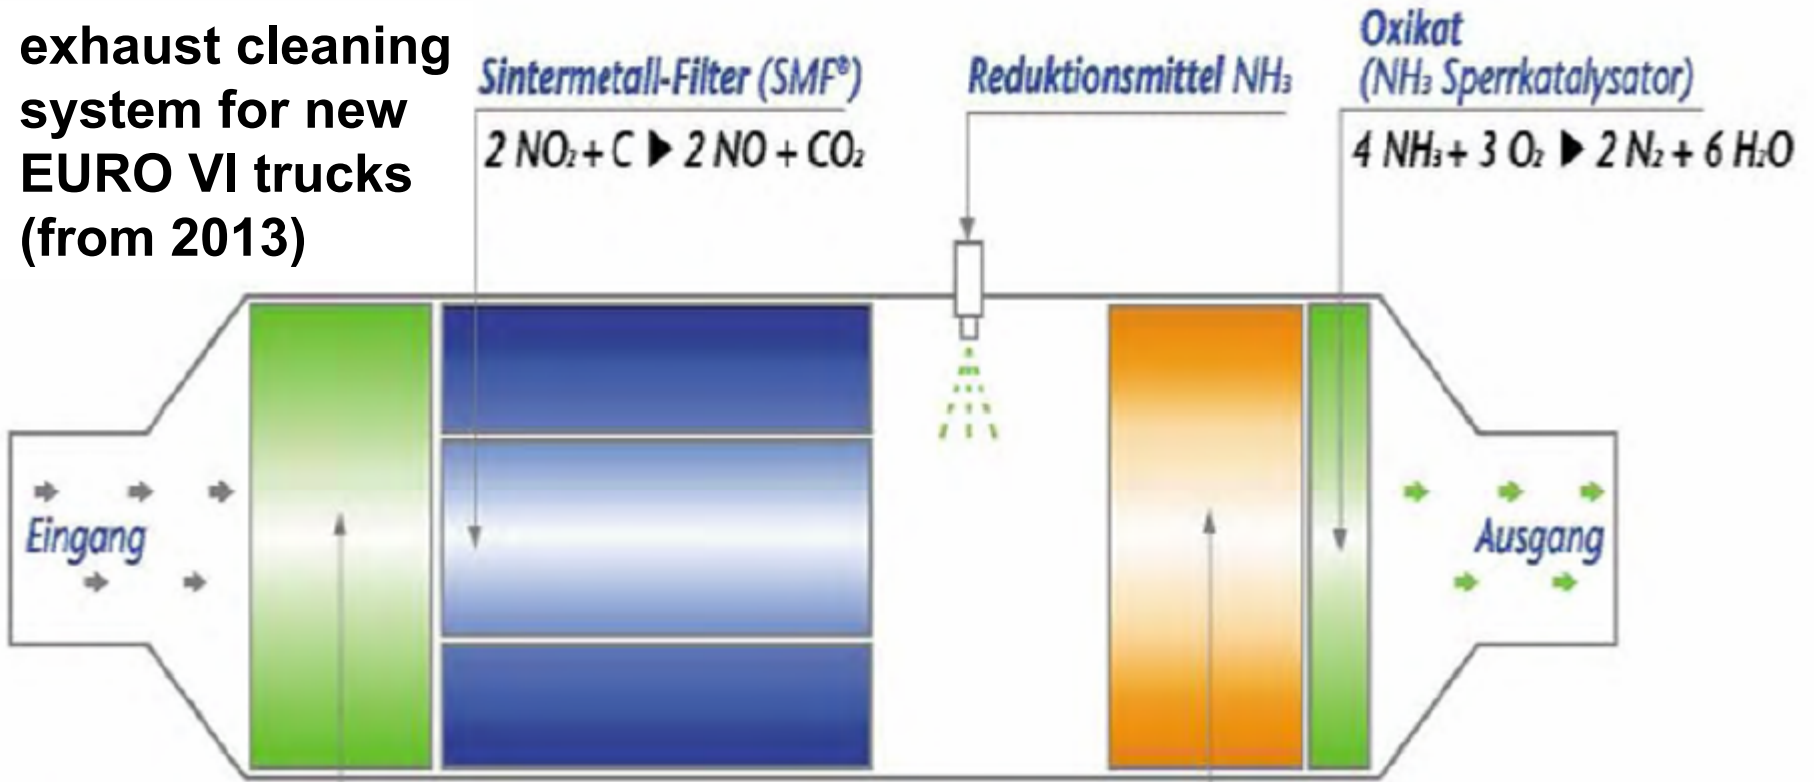 exhaust cleaning
system for new
EURO VI trucks
(from 2013)
Sintermetall-Filter (SMF®)
2 NO₂ + C ▶ 2 NO + CO₂
Reduktionsmittel NH₃
Oxikat
(NH₃ Sperrkatalysator)
4 NH₃ + 3 O₂ ▶ 2 N₂ + 6 H₂O
Eingang
Ausgang